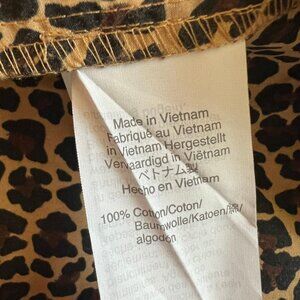 Made in Vietnam
Fabriqué au Vietnam
in Vietnam Hergestellt
Vervaardigd in Viëtnam
ベトナム製
Hecho en Vietnam
100% Cotton/Coton/
Baumwolle/Katoen/綿/
algodon